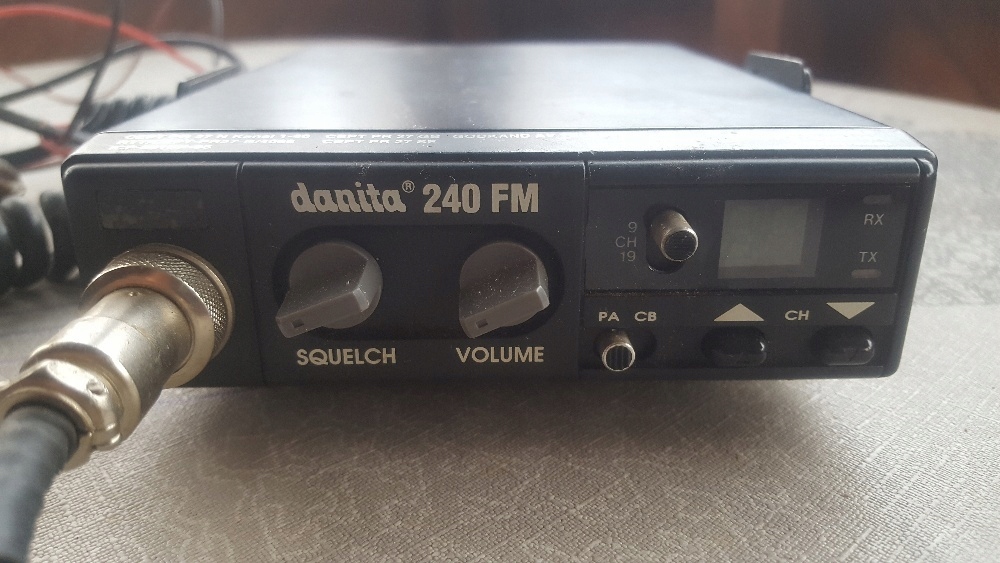 danita® 240 FM
SQUELCH
VOLUME
9
CH
19
RX
TX
PA CB
CH